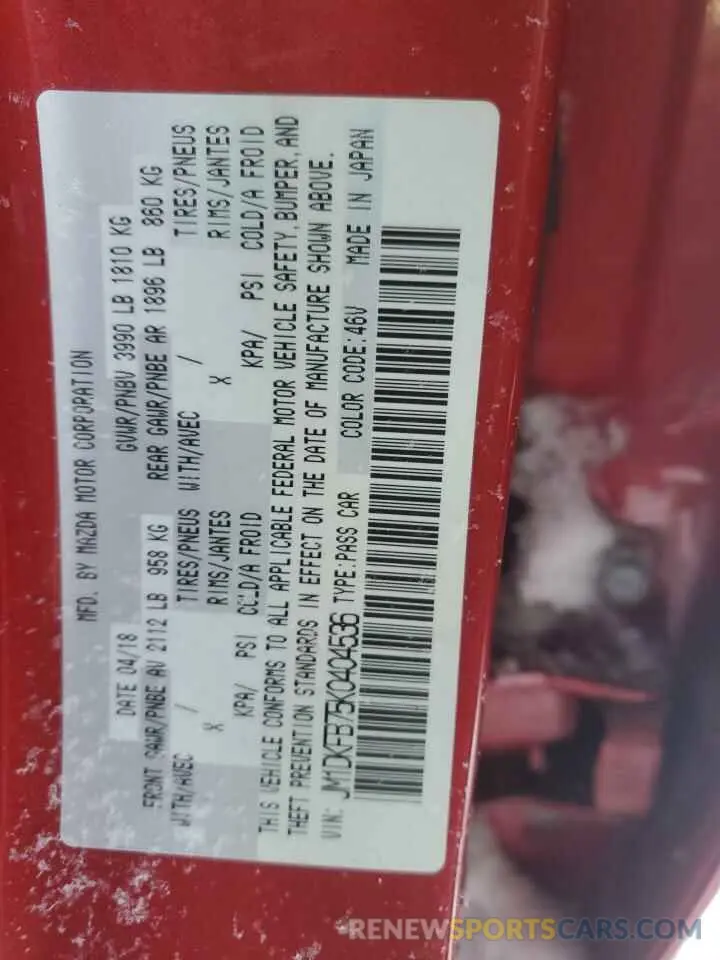 MFD. BY MAZDA MOTOR CORPORATION
DATE 04/18 GVWR/PNBV 3990 LB 1810 KG
FRONT GAWR/PNBE AV 2112 LB 958 KG REAR GAWR/PNBE AR 1896 LB 860 KG
WITH/AVEC / TIRES/PNEUS WITH/AVEC / TIRES/PNEUS
X RIMS/JANTES X RIMS/JANTES
KPA/ PSI COLD/A FROID KPA/ PSI COLD/A FROID
THIS VEHICLE CONFORMS TO ALL APPLICABLE FEDERAL MOTOR VEHICLE SAFETY, BUMPER, AND
THEFT PREVENTION STANDARDS IN EFFECT ON THE DATE OF MANUFACTURE SHOWN ABOVE.
VIN: JM1DKFB75K0404536 TYPE:PASS CAR COLOR CODE:46V MADE IN JAPAN
RENEWSPORTSCARS.COM